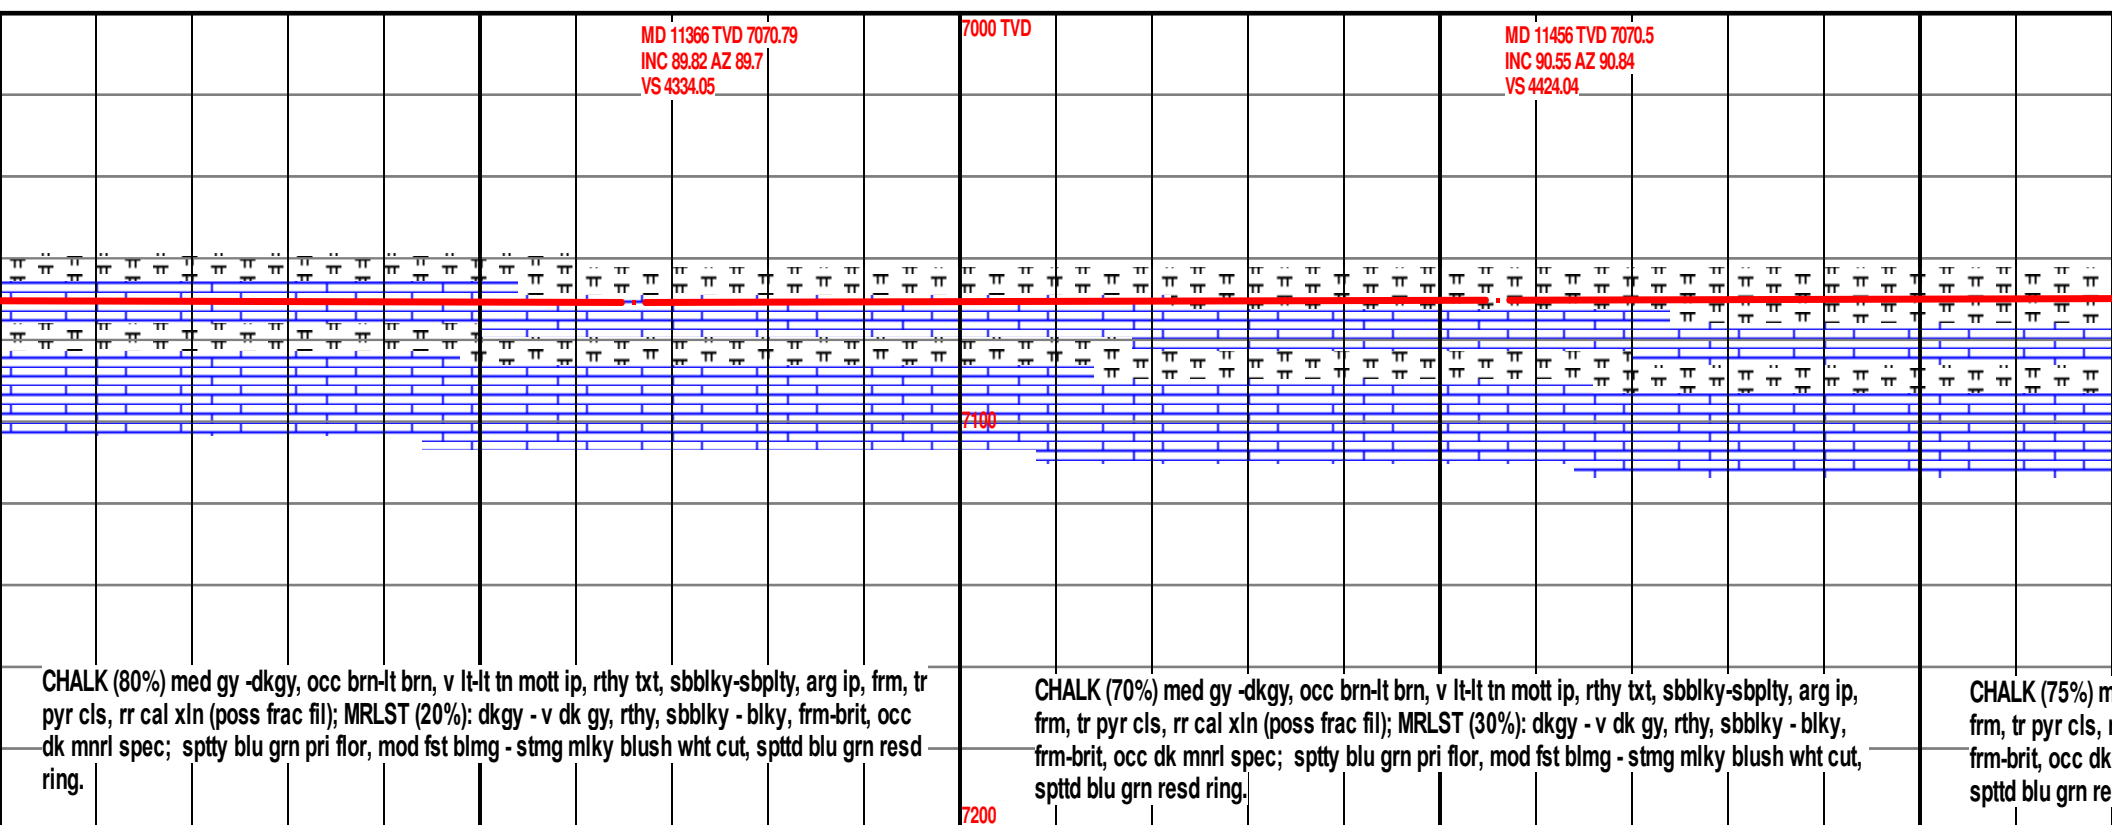 MD 11366 TVD 7070.79
INC 89.82 AZ 89.7
VS 4334.05
7000 TVD
MD 11456 TVD 7070.5
INC 90.55 AZ 90.84
VS 4424.04
7100
CHALK (80%) med gy -dkgy, occ brn-lt brn, v lt-lt tn mott ip, rthy txt, sbblky-sbplty, arg ip, frm, tr
pyr cls, rr cal xln (poss frac fil); MRLST (20%): dkgy - v dk gy, rthy, sbblky - blky, frm-brit, occ
dk mnrl spec;  sptty blu grn pri flor, mod fst blmg - stmg mlky blush wht cut, spttd blu grn resd
ring.
CHALK (70%) med gy -dkgy, occ brn-lt brn, v lt-lt tn mott ip, rthy txt, sbblky-sbplty, arg ip,
frm, tr pyr cls, rr cal xln (poss frac fil); MRLST (30%): dkgy - v dk gy, rthy, sbblky - blky,
frm-brit, occ dk mnrl spec;  sptty blu grn pri flor, mod fst blmg - stmg mlky blush wht cut,
spttd blu grn resd ring.
CHALK (75%)
frm, tr pyr cls,
frm-brit, occ dk
spttd blu grn re
7200